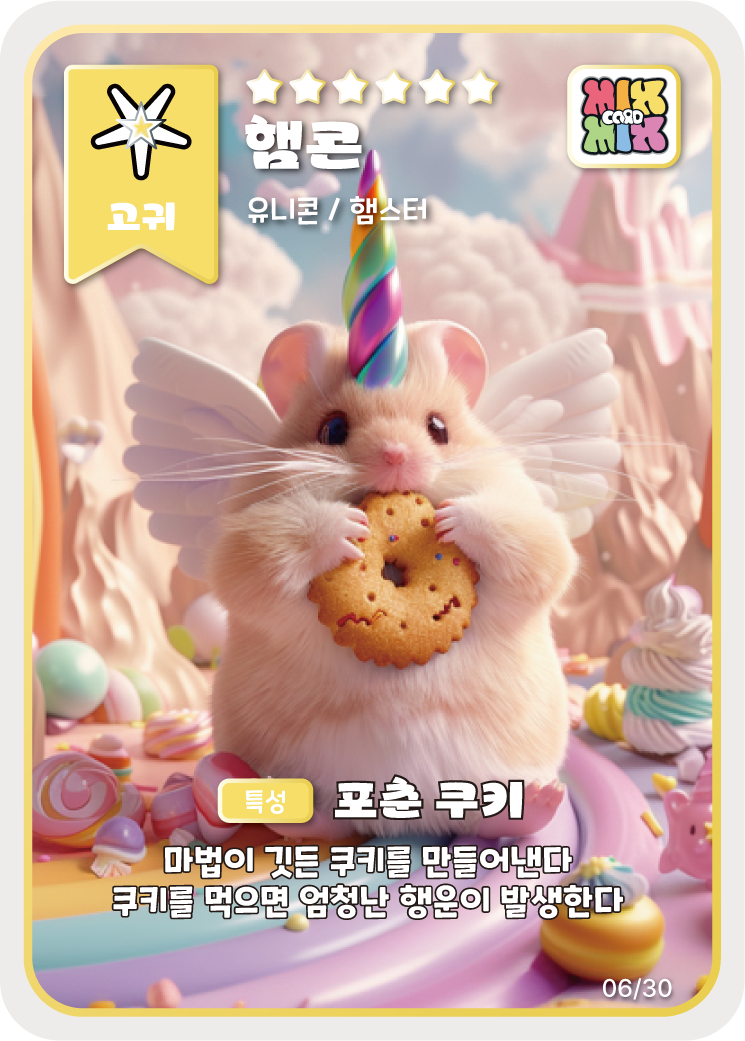 고귀
햄콘
유니콘 / 햄스터
MIX
CARD
MIX
특성
포춘 쿠키
마법이 깃든 쿠키를 만들어낸다
쿠키를 먹으면 엄청난 행운이 발생한다
06/30